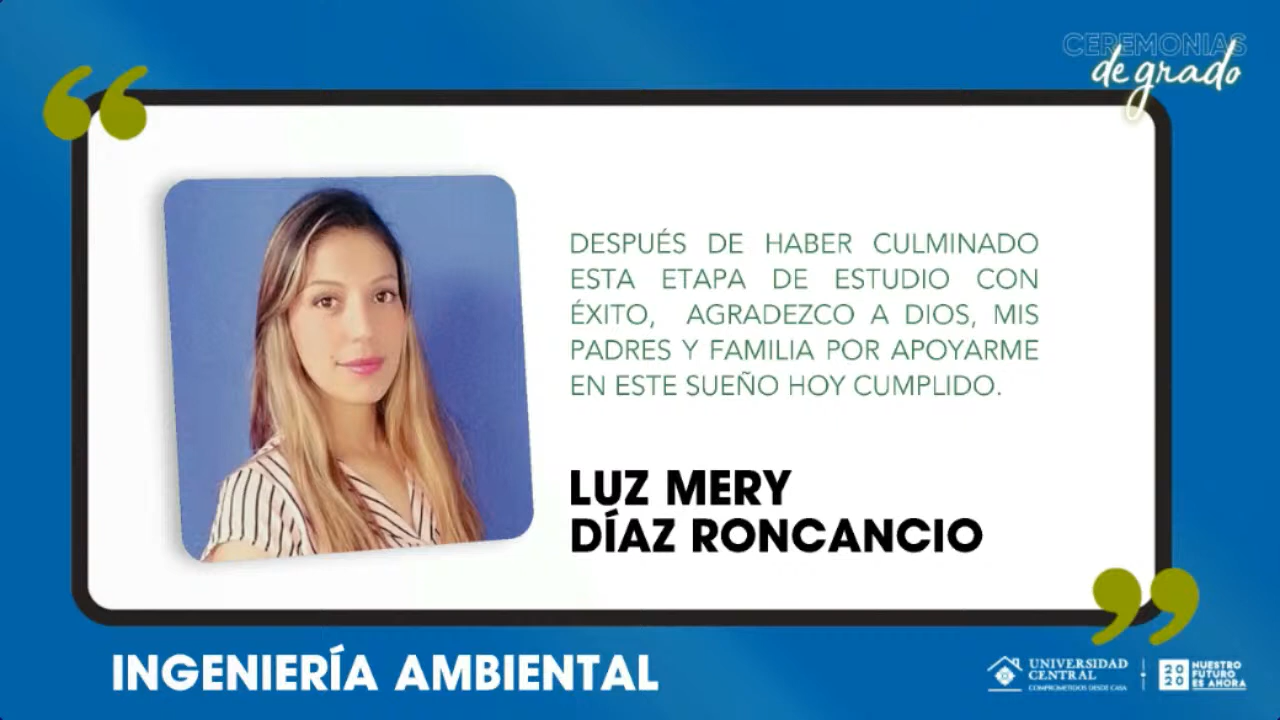 CEREMONIAS
de grado
DESPUÉS DE HABER CULMINADO
ESTA ETAPA DE ESTUDIO CON
ÉXITO, AGRADEZCO A DIOS, MIS
PADRES Y FAMILIA POR APOYARME
EN ESTE SUEÑO HOY CUMPLIDO.
LUZ MERY
DÍAZ RONCANCIO
INGENIERÍA AMBIENTAL
UNIVERSIDAD
CENTRAL
COMPROMETIDOS DESDE CASA
2020
NUESTRO
FUTURO
ES AHORA